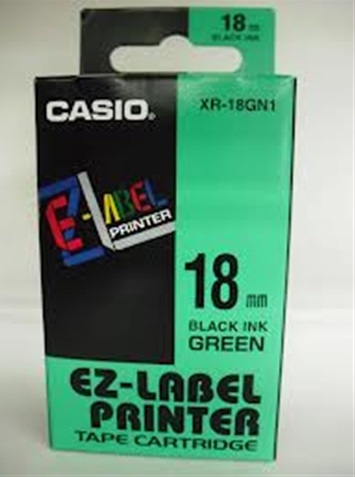 18 mm
BLACK INK
CASIO®
XR-18GN1
EZ-LABEL
PRINTER
18 mm
BLACK INK
GREEN
EZ-LABEL
PRINTER
TAPE CARTRIDGE